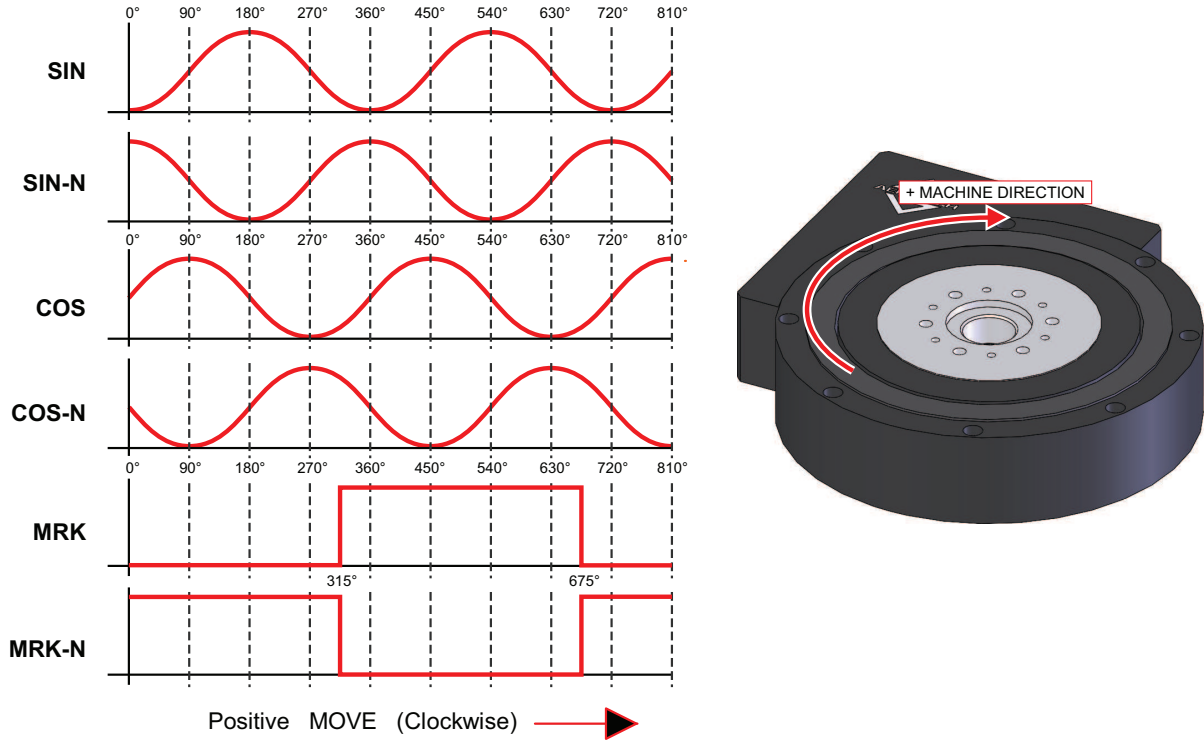 0° 90° 180° 270° 360° 450° 540° 630° 720° 810°
SIN
SIN-N
0° 90° 180° 270° 360° 450° 540° 630° 720° 810°
COS
COS-N
0° 90° 180° 270° 360° 450° 540° 630° 720° 810°
MRK
315° 675°
MRK-N
Positive MOVE (Clockwise)
+ MACHINE DIRECTION